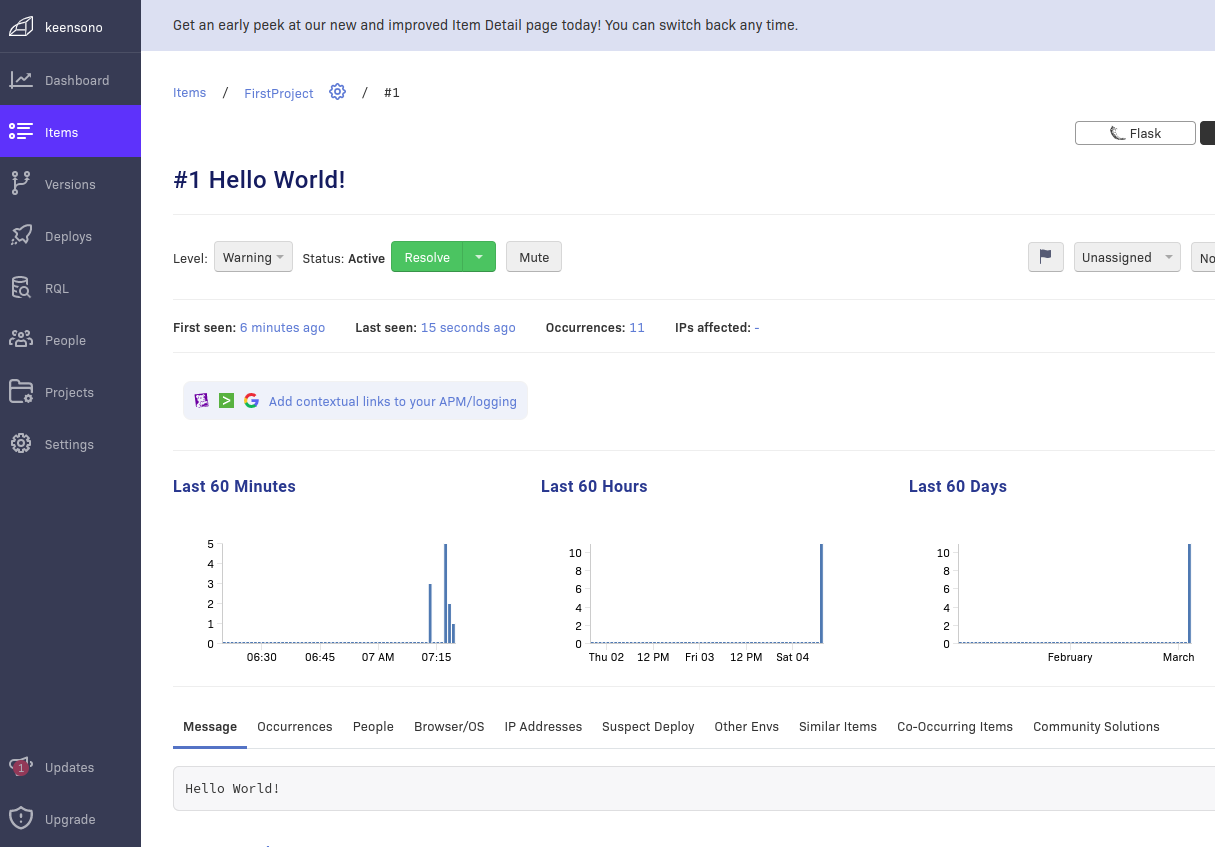 keensono
Dashboard
Items
Versions
Deploys
RQL
People
Projects
Settings
1 Updates
Upgrade
Get an early peek at our new and improved Item Detail page today! You can switch back any time.
Items / FirstProject / #1
Flask
#1 Hello World!
Level: Warning Status: Active Resolve Mute Unassigned No
First seen: 6 minutes ago Last seen: 15 seconds ago Occurrences: 11 IPs affected: -
Add contextual links to your APM/logging
Last 60 Minutes
5
4
3
2
1
0
06:30 06:45 07 AM 07:15
Last 60 Hours
10
8
6
4
2
0
Thu 02 12 PM Fri 03 12 PM Sat 04
Last 60 Days
10
8
6
4
2
0
February March
Message Occurrences People Browser/OS IP Addresses Suspect Deploy Other Envs Similar Items Co-Occurring Items Community Solutions
Hello World!